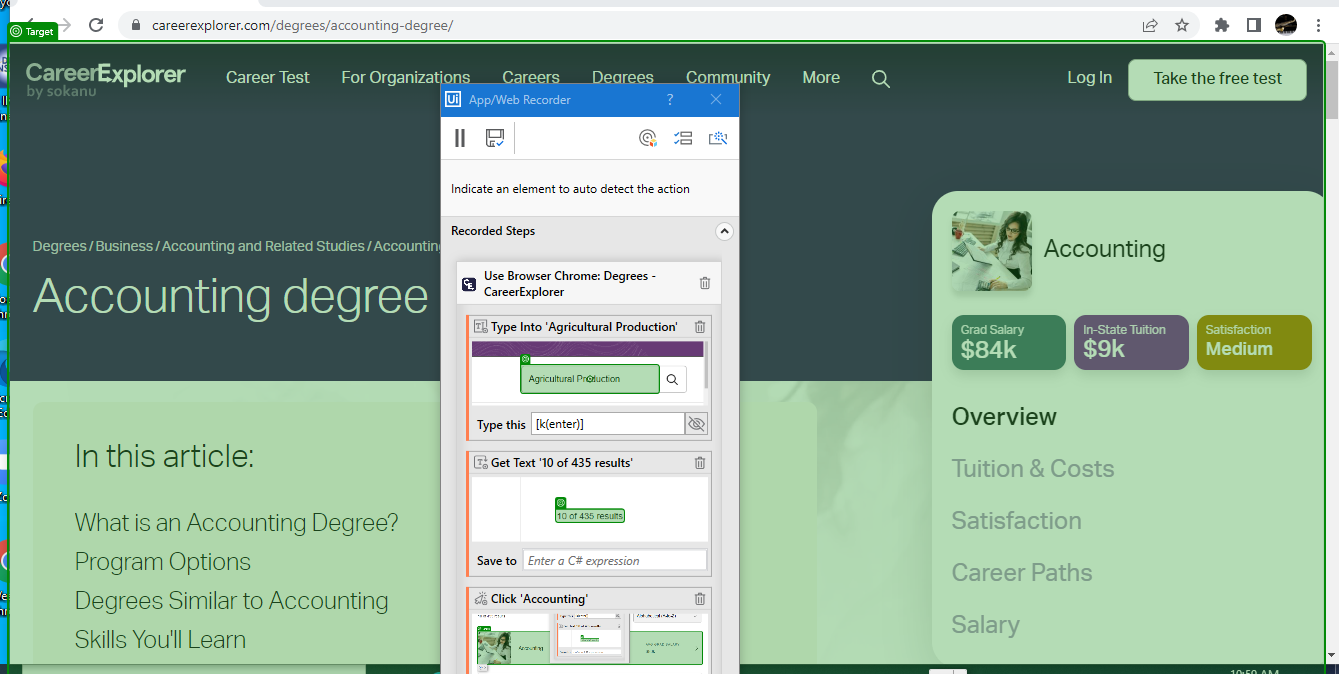 careerexplorer.com/degrees/accounting-degree/
Target
CareerExplorer
by sokanu
Career Test
For Organizations
Careers
Degrees
Community
More
Log In
Take the free test
Ui App/Web Recorder ?
Indicate an element to auto detect the action
Recorded Steps
Use Browser Chrome: Degrees -
CareerExplorer
Type Into 'Agricultural Production'
Agricultural Production
Type this [k(enter)]
Get Text '10 of 435 results'
10 of 435 results
Save to Enter a C# expression
Click 'Accounting'
Accounting
Degrees / Business / Accounting and Related Studies / Accountin
Accounting degree
In this article:
What is an Accounting Degree?
Program Options
Degrees Similar to Accounting
Skills You'll Learn
Accounting
Grad Salary
$84k
In-State Tuition
$9k
Satisfaction
Medium
Overview
Tuition & Costs
Satisfaction
Career Paths
Salary
10:50 AM